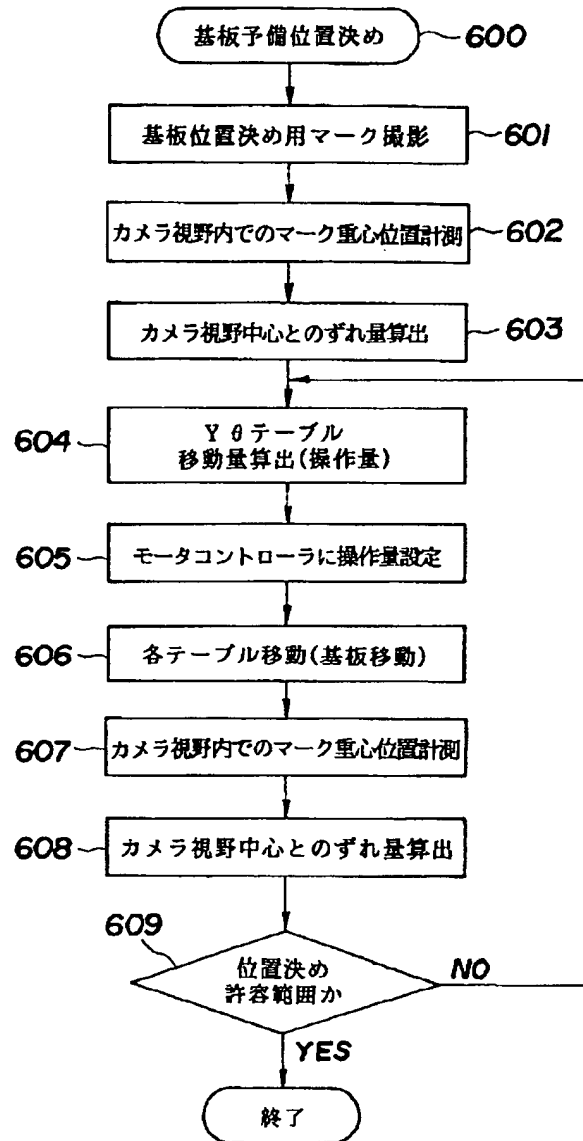 基板予備位置決め
600
基板位置決め用マーク撮影
601
カメラ視野内でのマーク重心位置計測
602
カメラ視野中心とのずれ量算出
603
604
Yθテーブル
移動量算出(操作量)
605
モータコントローラに操作量設定
606
各テーブル移動(基板移動)
607
カメラ視野内でのマーク重心位置計測
608
カメラ視野中心とのずれ量算出
609
位置決め
許容範囲か
NO
YES
終了